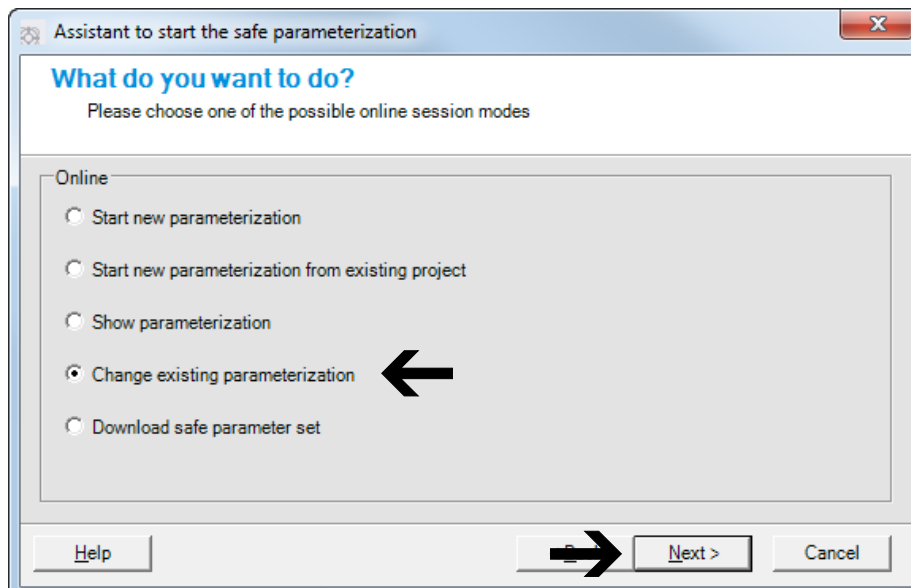 Assistant to start the safe parameterization
What do you want to do?
Please choose one of the possible online session modes
Online
Start new parameterization
Start new parameterization from existing project
Show parameterization
Change existing parameterization
Download safe parameter set
Help
Next >
Cancel